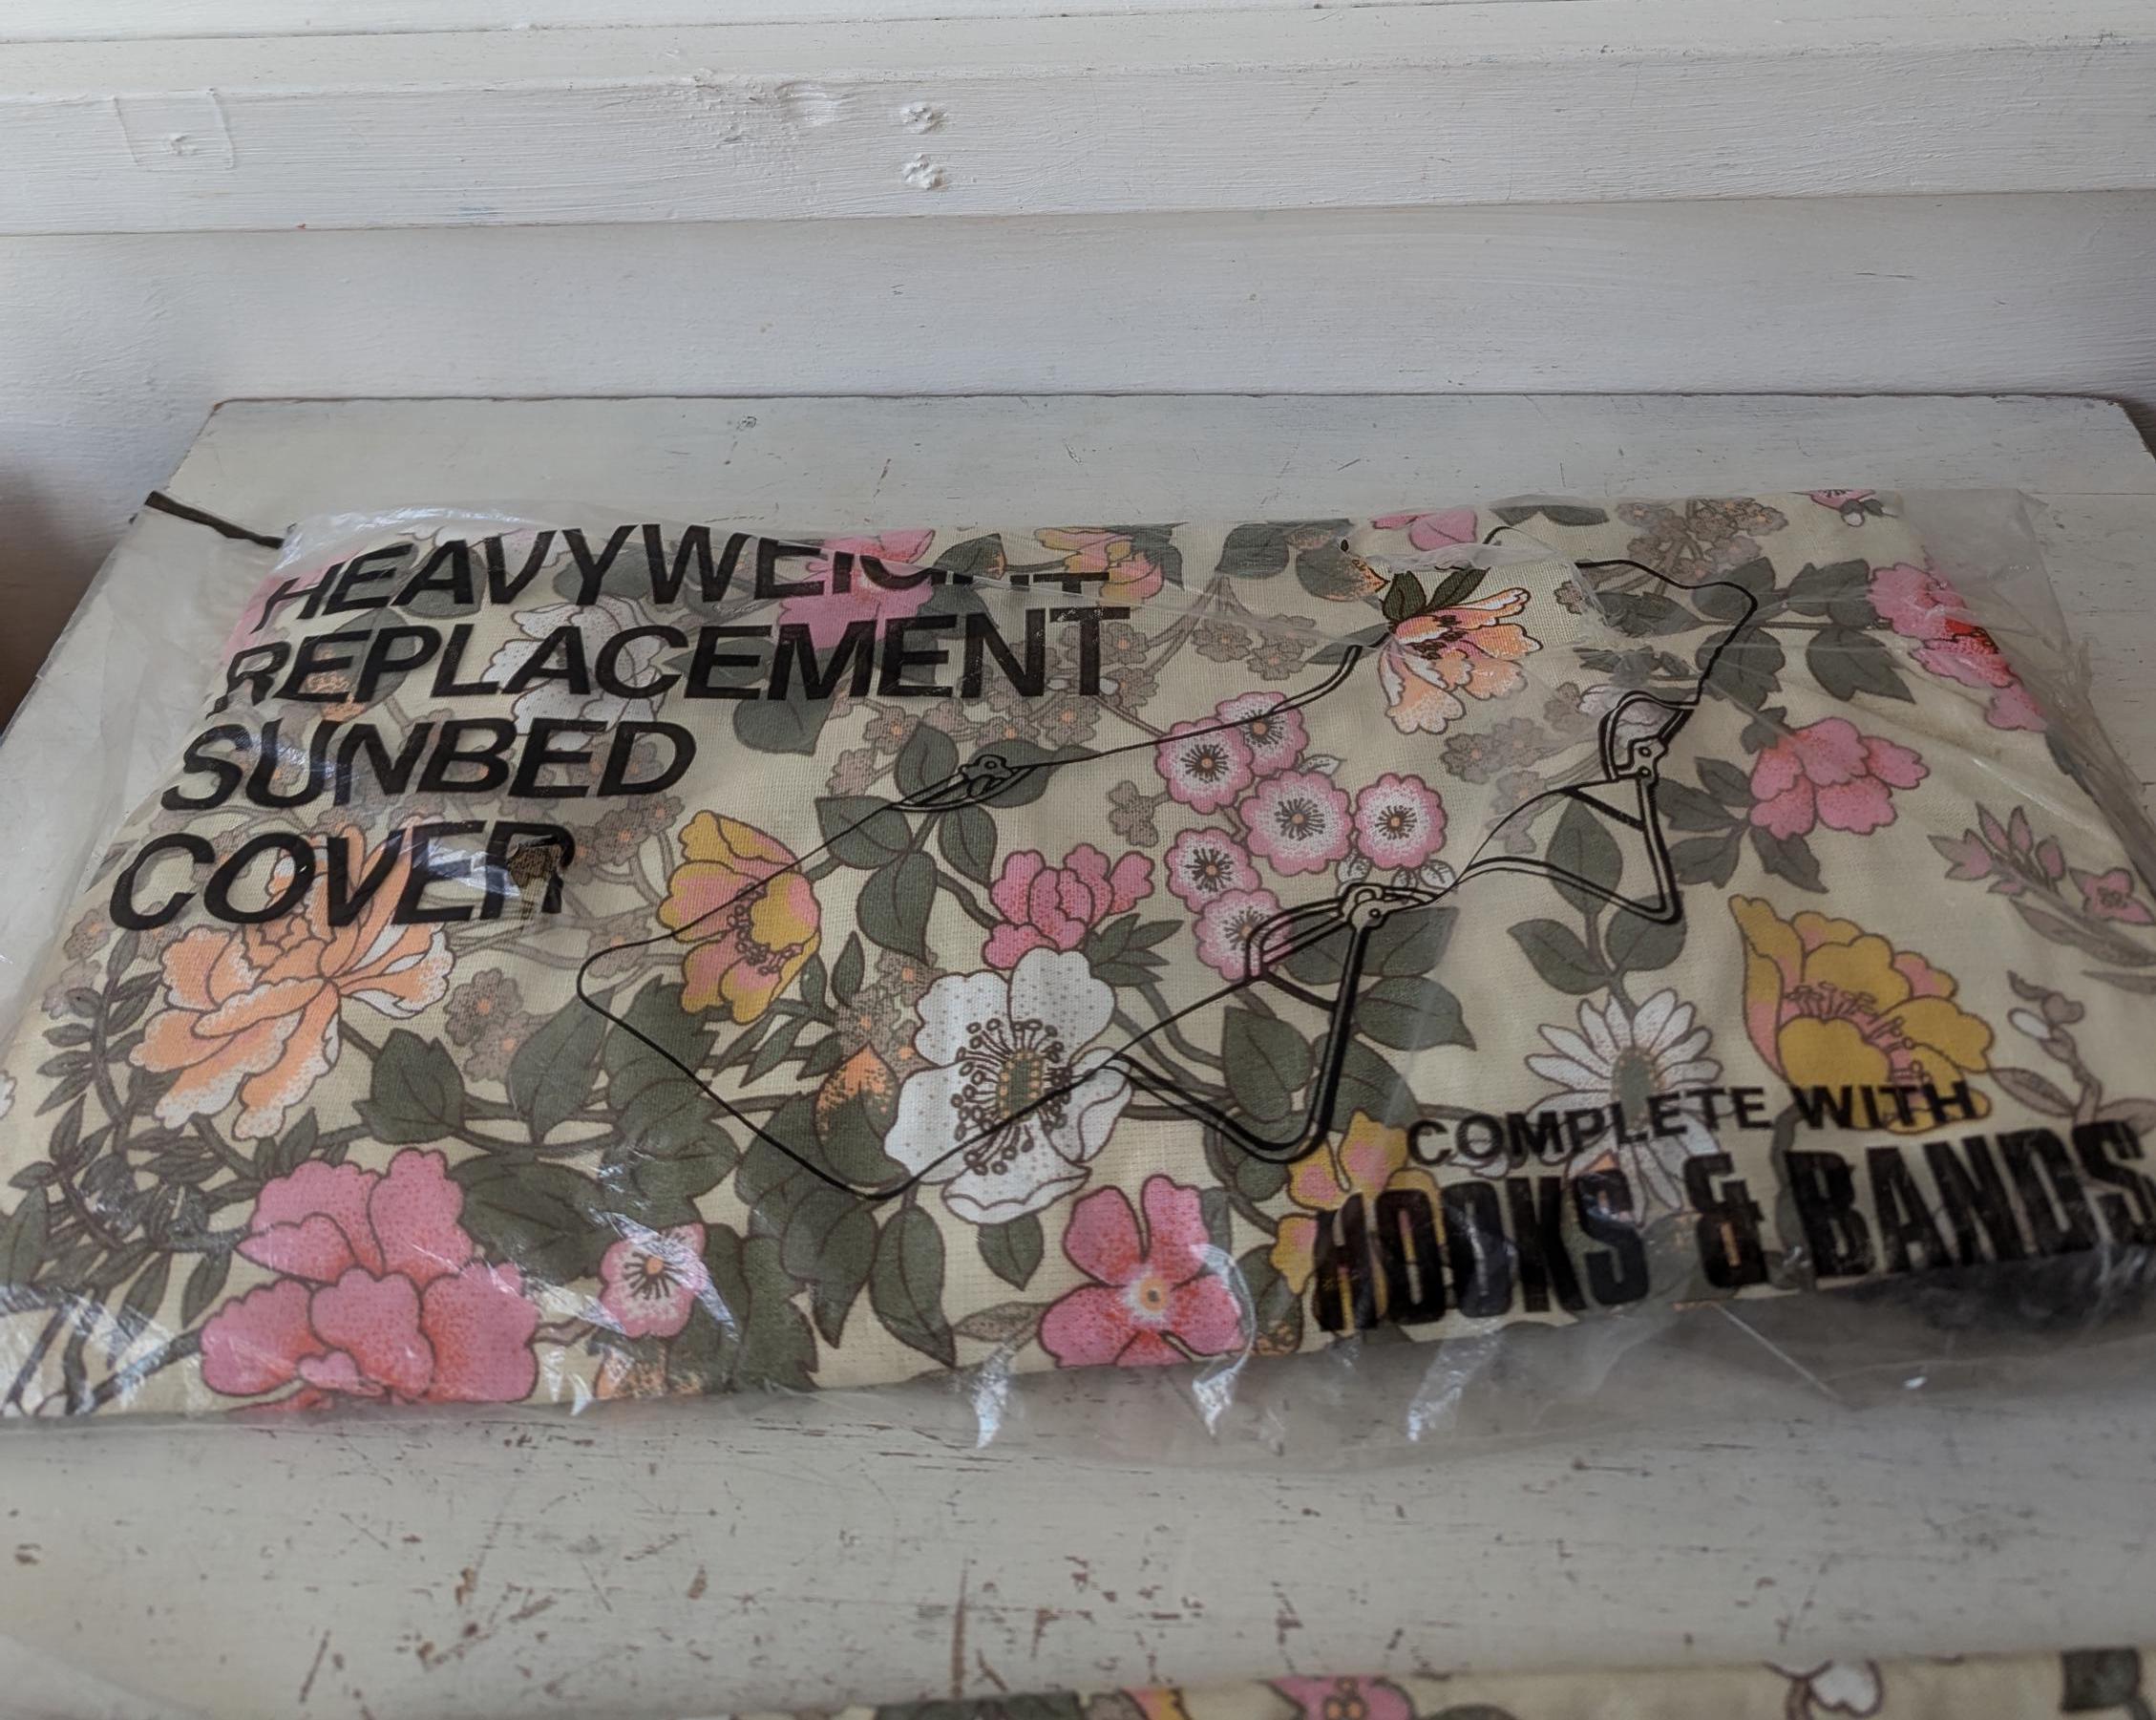 HEAVYWEIGHT
REPLACEMENT
SUNBED
COVER
COMPLETE WITH
HOOKS & BANDS